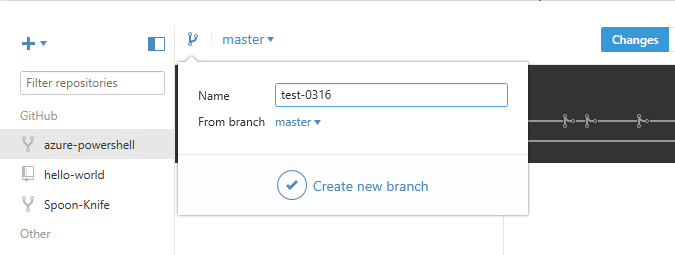 master
Changes
Filter repositories
Name
test-0316
From branch
master
GitHub
azure-powershell
hello-world
Create new branch
Spoon-Knife
Other